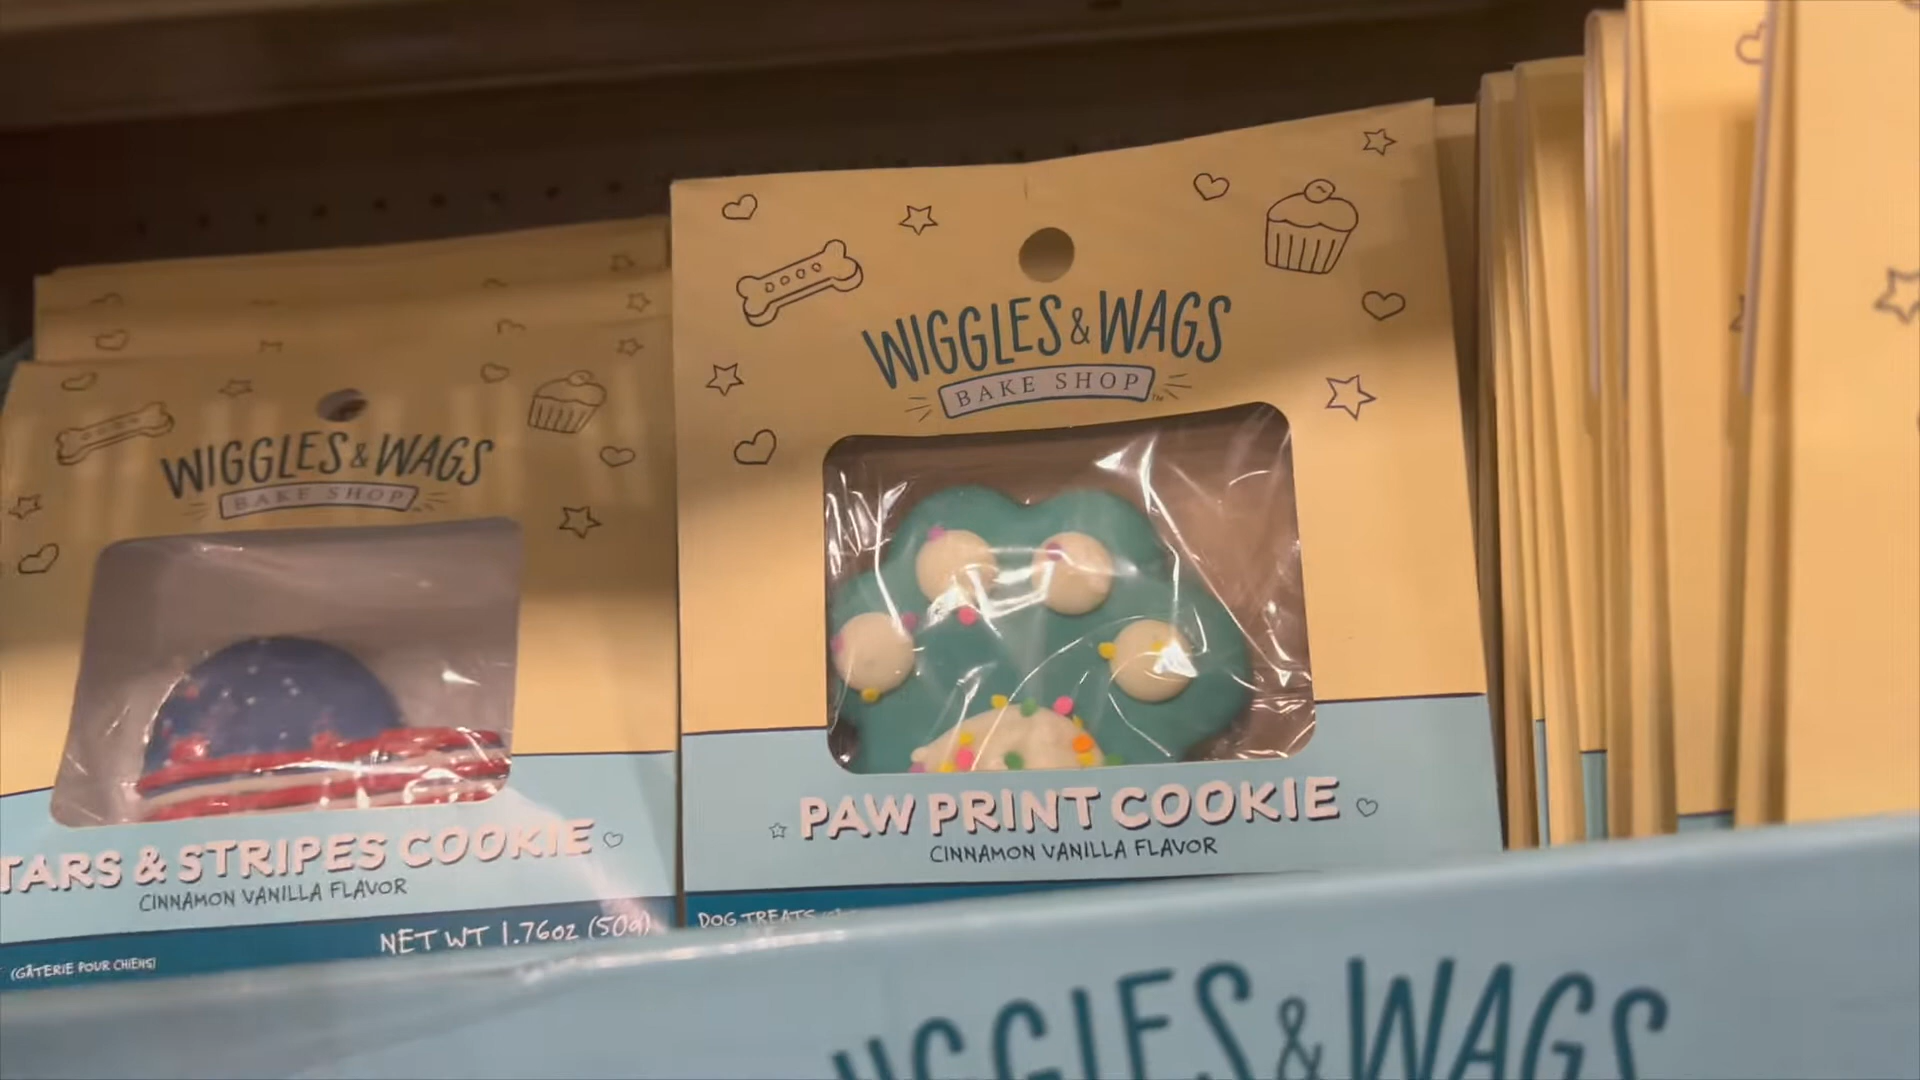 WIGGLES & WAGS
BAKE SHOP
TARS & STRIPES COOKIE
CINNAMON VANILLA FLAVOR
NET WT 1.76oz (50g)
(GÂTERIE POUR CHIENS)
WIGGLES & WAGS
BAKE SHOP
TM
PAW PRINT COOKIE
CINNAMON VANILLA FLAVOR
DOG TREATS
IGGLES & WAGS